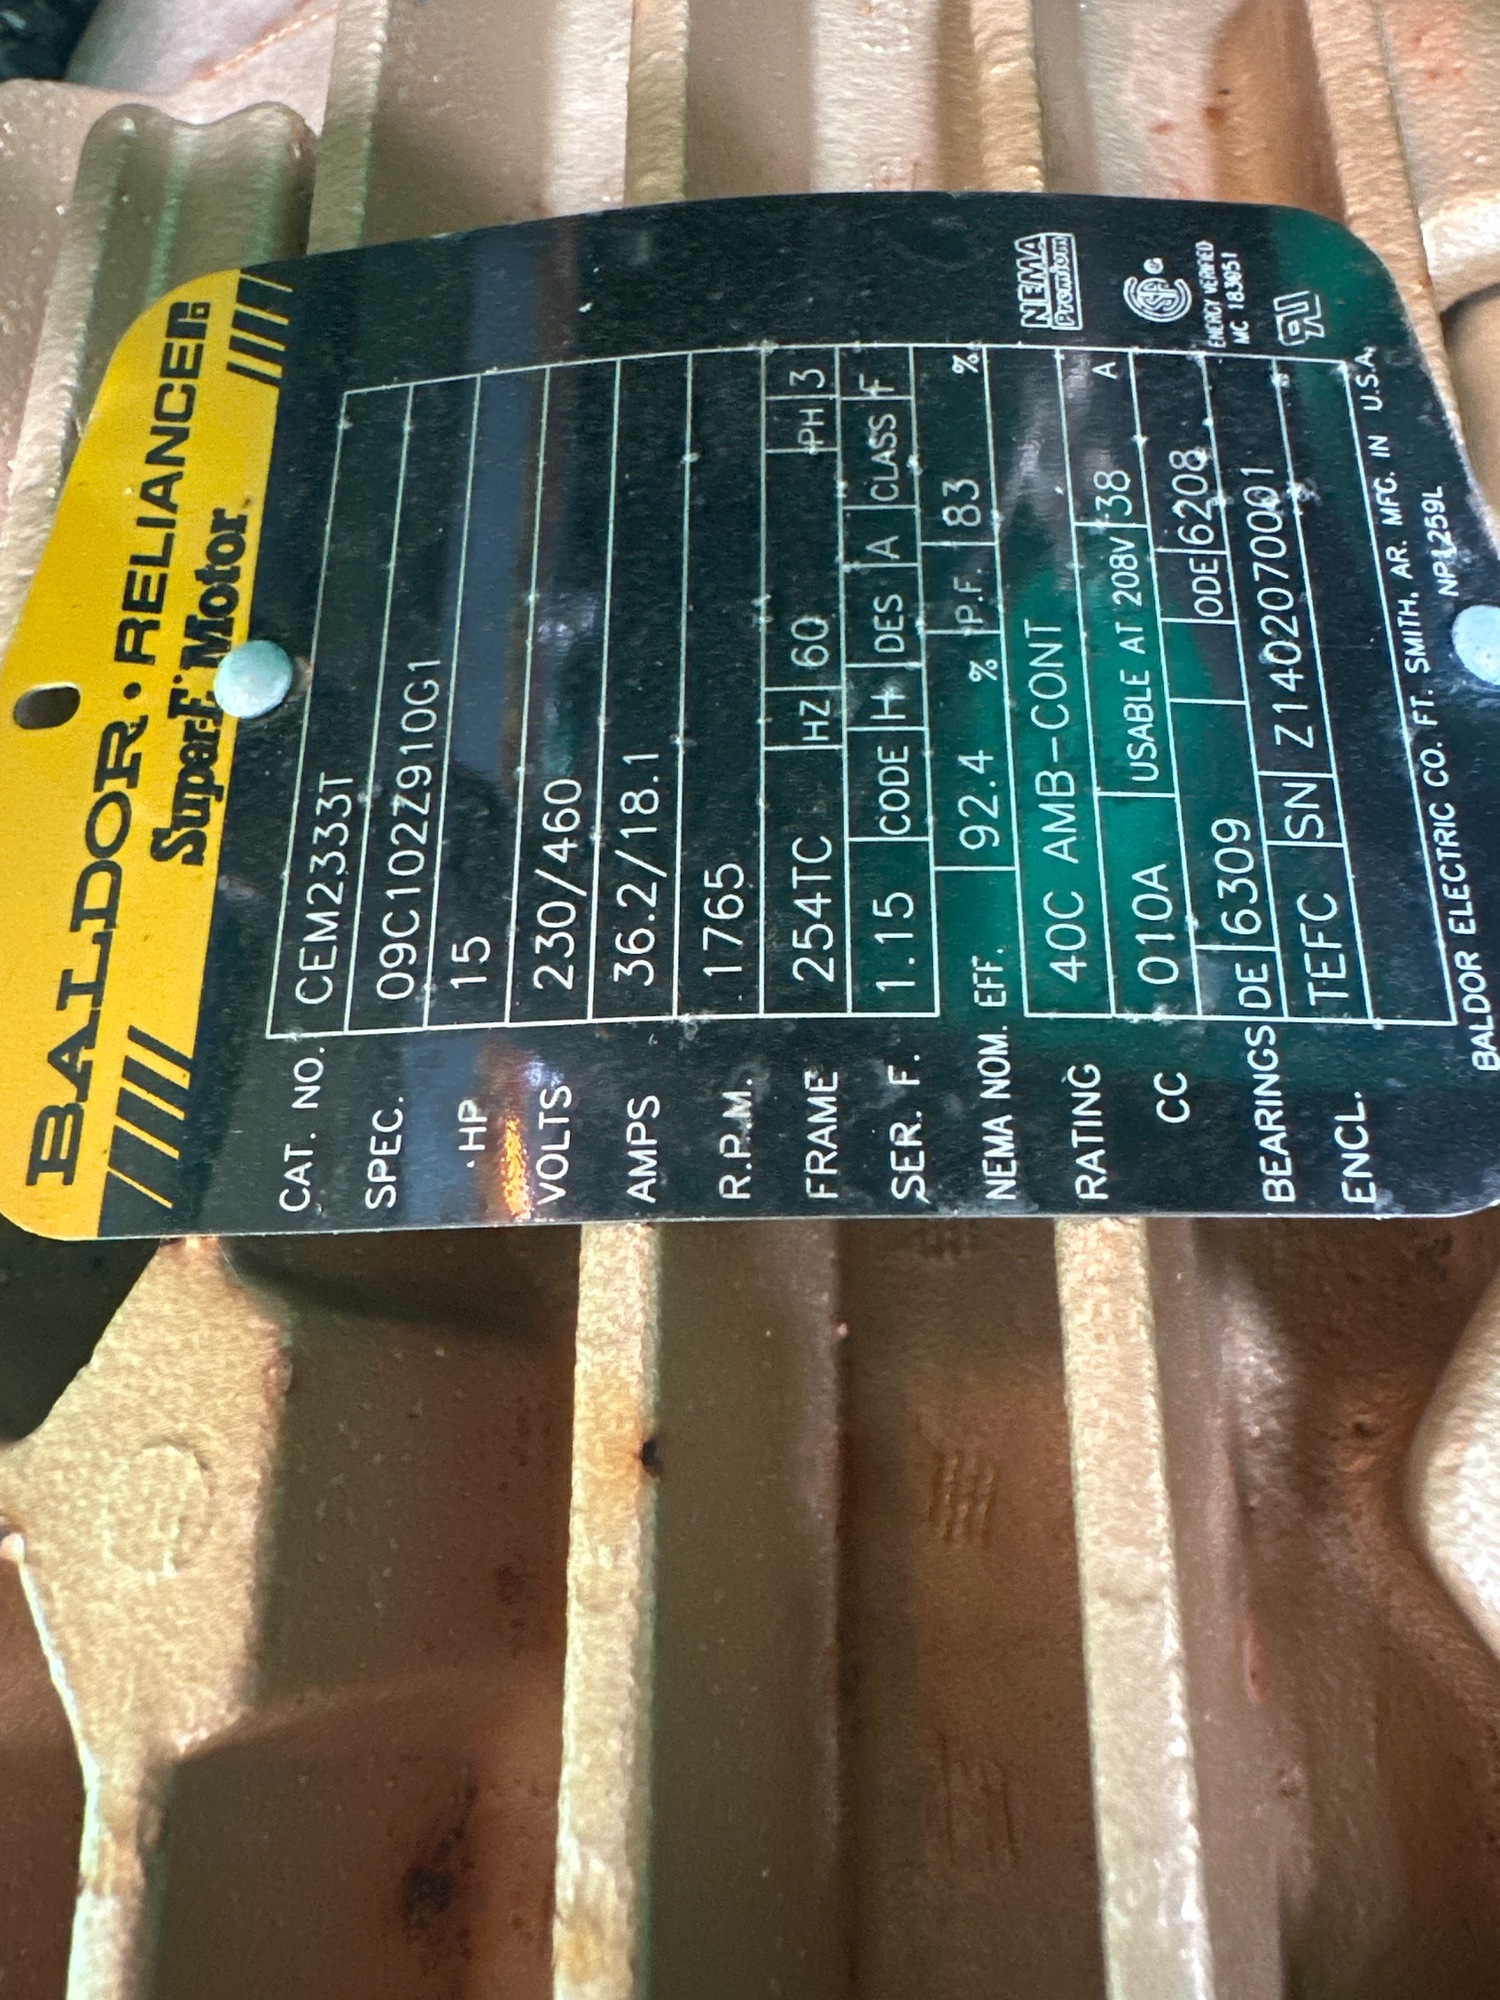 BALDOR · RELIANCER
Super-E Motor
CAT. NO. CEM2333T
SPEC. 09C102Z910G1
HP 15
VOLTS 230/460
AMPS 36.2/18.1
R.P.M. 1765
FRAME 254TC HZ 60 PH 3
SER. F. 1.15 CODE H DES A CLASS F
NEMA NOM. EFF. 92.4 % P.F. 83 %
RATING 40C AMB-CONT
CC 010A USABLE AT 208V 38 A
BEARINGS DE 6309 ODE 6208
ENCL. TEFC SN Z1402070001
BALDOR ELECTRIC CO. FT. SMITH, AR. MFG. IN U.S.A.
NP1259L
NEMA
Premium
ENERGY VERIFIED
MC 183951